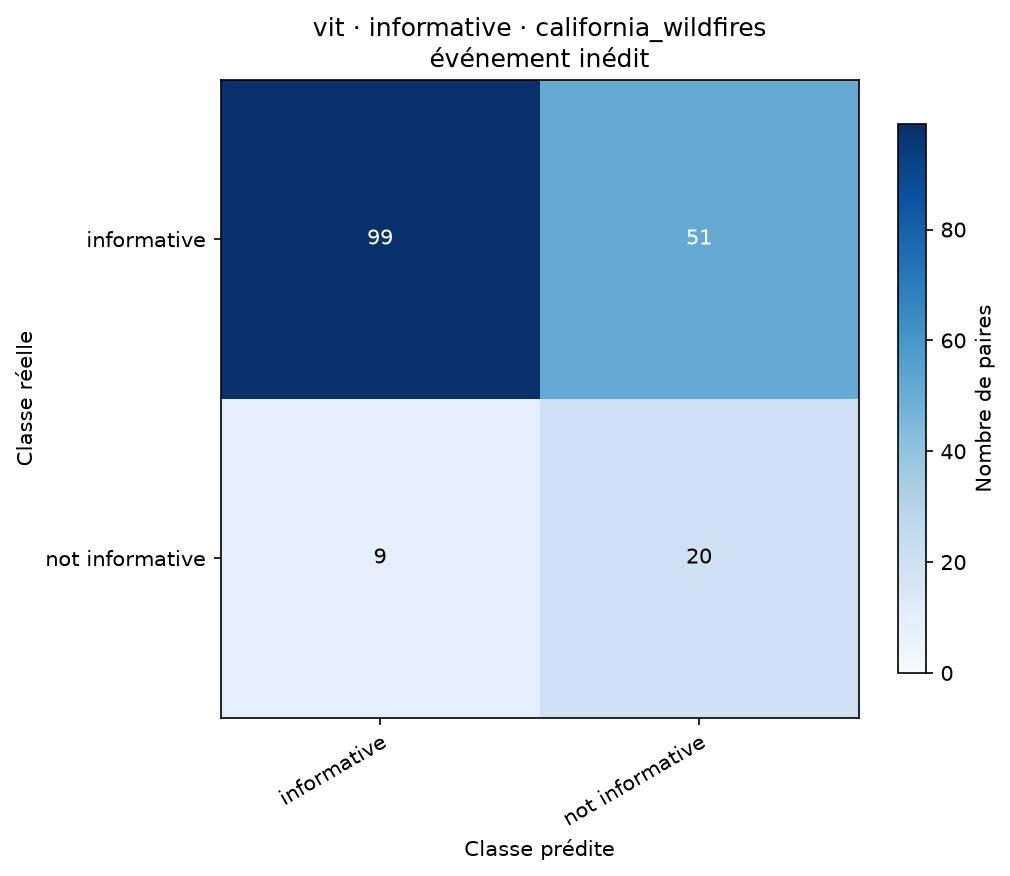 vit · informative · california_wildfires
événement inédit
informative
99
51
not informative
9
20
informative
not informative
Classe prédite
Classe réelle
80
60
40
20
0
Nombre de paires